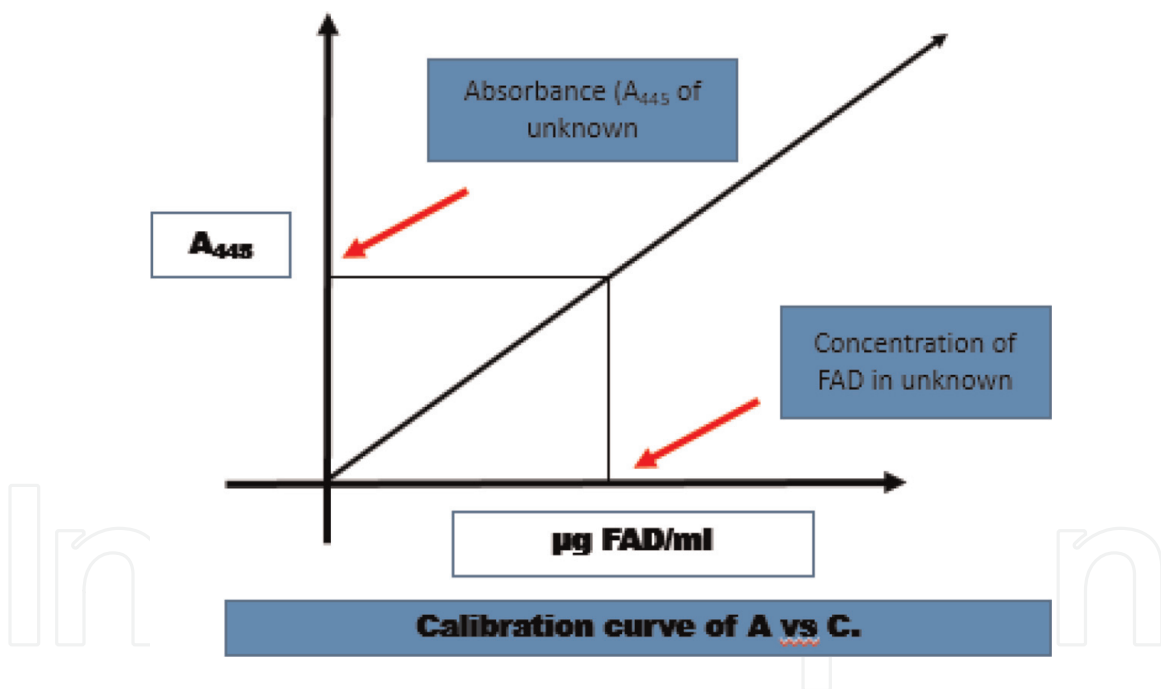 Absorbance (A₄₄₅ of
unknown
A₄₄₅
Concentration of
FAD in unknown
µg FAD/ml
Calibration curve of A vs C.